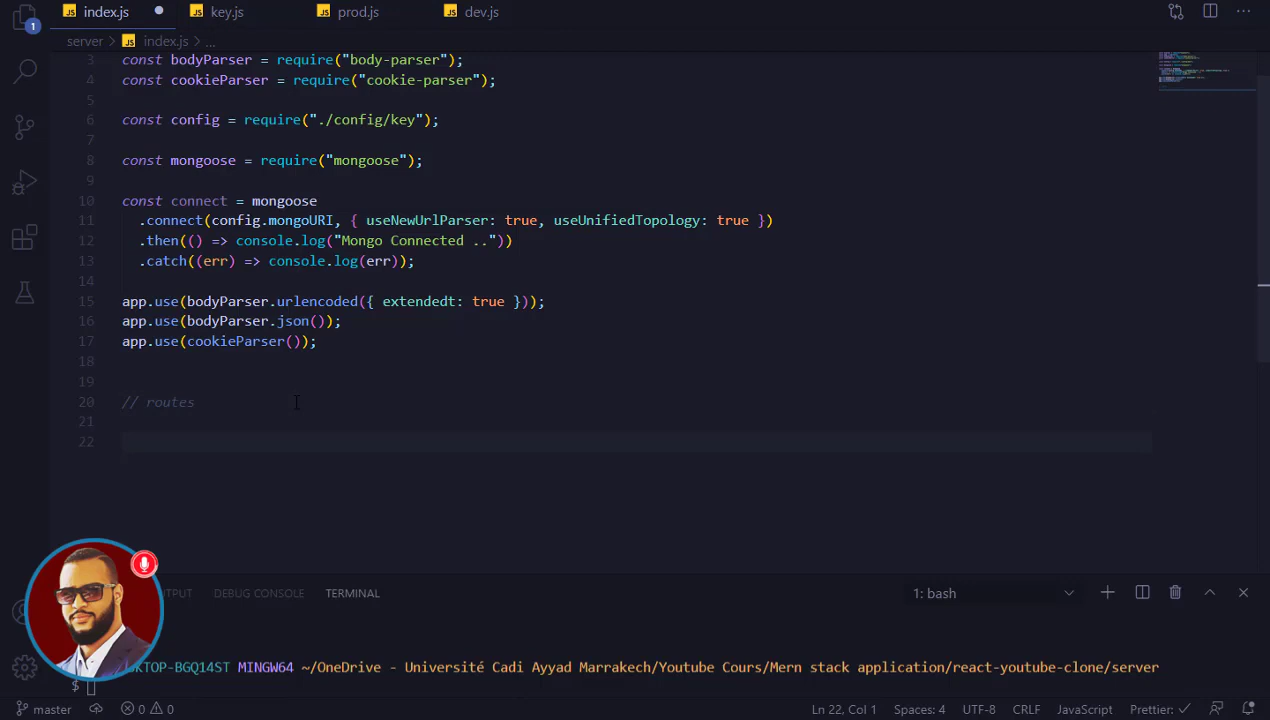 index.js
key.js
prod.js
dev.js
1
server > index.js > ...
3 const bodyParser = require("body-parser");
4 const cookieParser = require("cookie-parser");
5
6 const config = require("./config/key");
7
8 const mongoose = require("mongoose");
9
10 const connect = mongoose
11 .connect(config.mongoURI, { useNewUrlParser: true, useUnifiedTopology: true })
12 .then(() => console.log("Mongo Connected .."))
13 .catch((err) => console.log(err));
14
15 app.use(bodyParser.urlencoded({ extendedt: true }));
16 app.use(bodyParser.json());
17 app.use(cookieParser());
18
19
20 // routes
21
22
UTPUT DEBUG CONSOLE TERMINAL 1: bash
KTOP-BGQ14ST MINGW64 ~/OneDrive - Université Cadi Ayyad Marrakech/Youtube Cours/Mern stack application/react-youtube-clone/server
$
master 0 0 Ln 22, Col 1 Spaces: 4 UTF-8 CRLF JavaScript Prettier: ✓